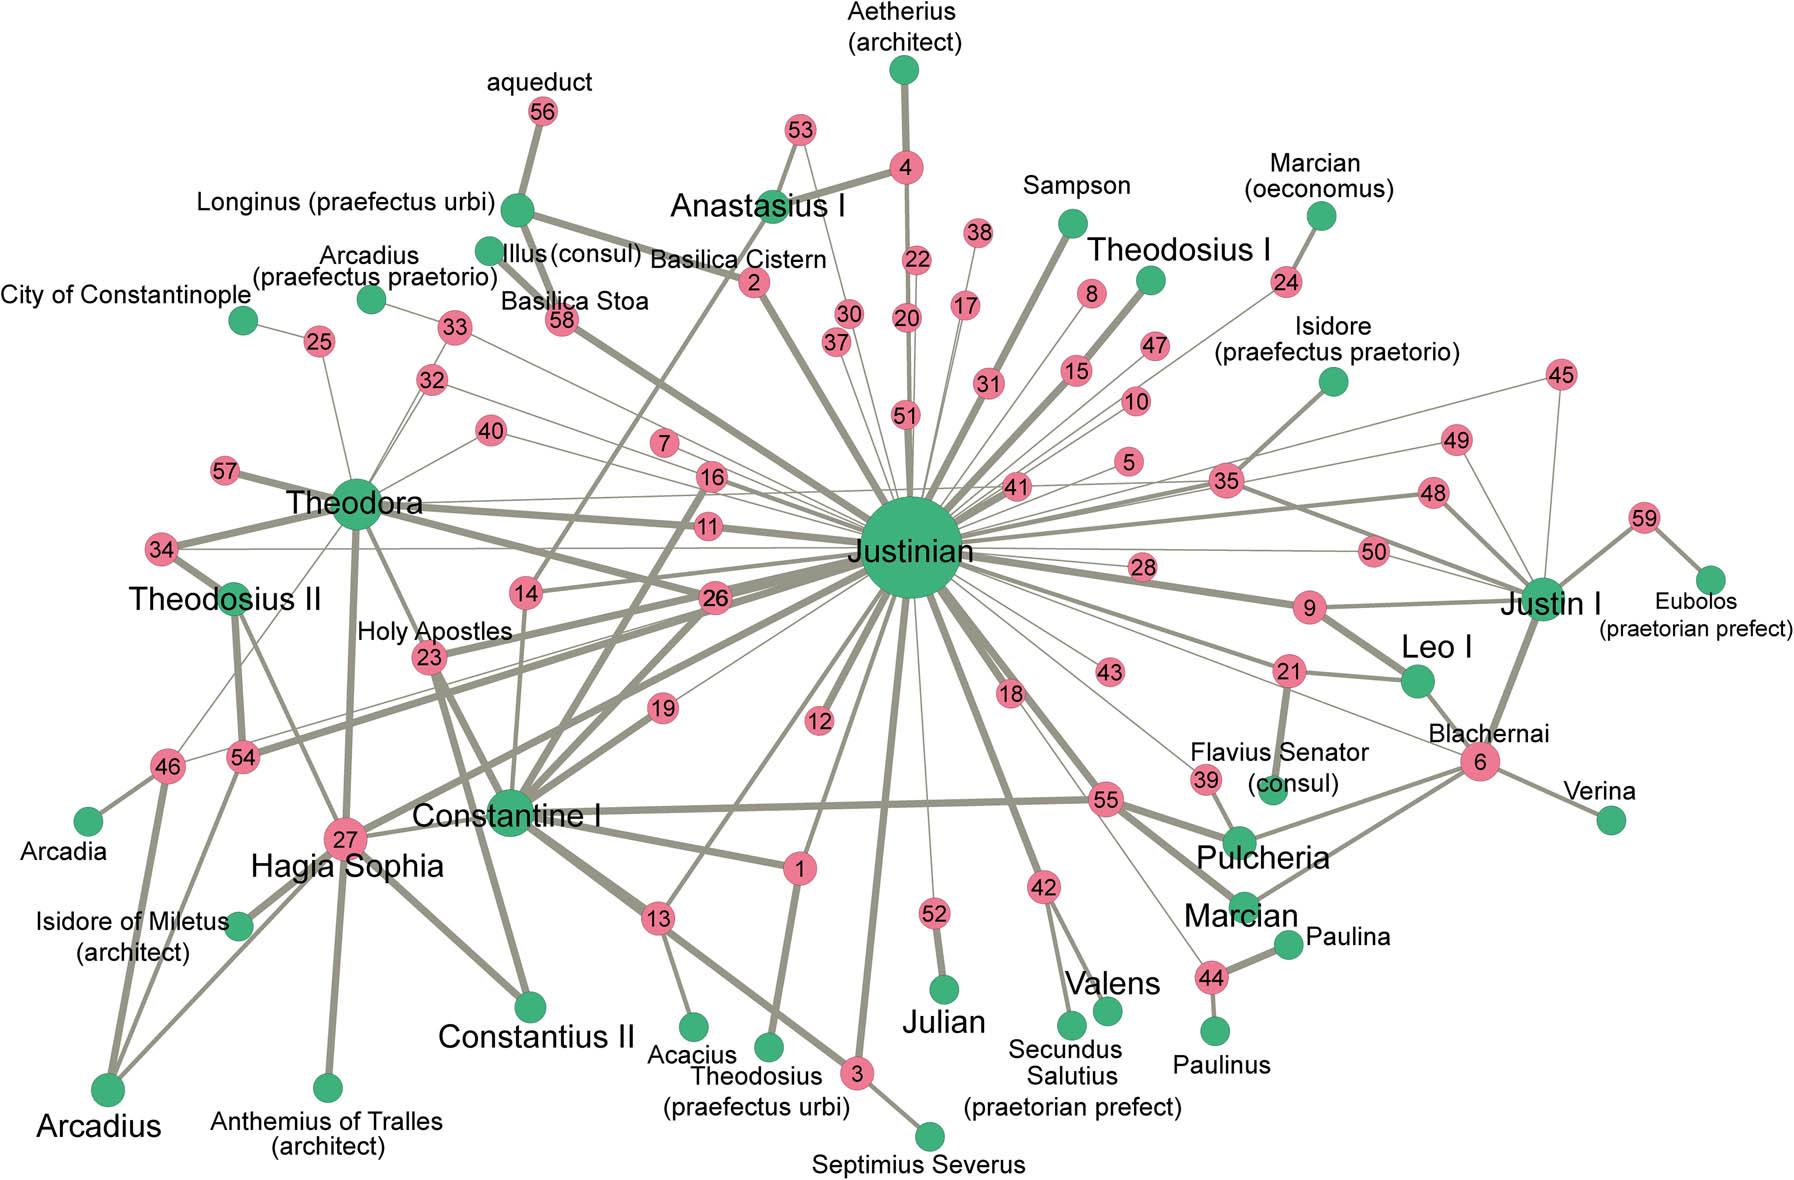 Aetherius
(architect)
aqueduct
56
53
4
Marcian
(oeconomus)
Sampson
Longinus (praefectus urbi)
Anastasius I
38
Theodosius I
Illus (consul)
Basilica Cistern
22
Arcadius
(praefectus praetorio)
2
24
8
City of Constantinople
Basilica Stoa
58
17
30
20
33
25
37
47
Isidore
(praefectus praetorio)
32
31
15
45
10
51
40
7
49
57
16
5
35
41
48
Theodora
11
59
34
Justinian
50
28
Theodosius II
14
26
9
Justin I
Eubolos
(praetorian prefect)
Holy Apostles
23
Leo I
21
43
18
19
12
Blachernai
6
46
54
Flavius Senator
(consul)
39
Verina
55
Constantine I
Arcadia
27
Hagia Sophia
Pulcheria
1
42
Isidore of Miletus
(architect)
13
52
Marcian
Paulina
44
Valens
Julian
Constantius II
Acacius
Secundus
Salutius
(praetorian prefect)
Paulinus
Theodosius
(praefectus urbi)
3
Arcadius
Anthemius of Tralles
(architect)
Septimius Severus